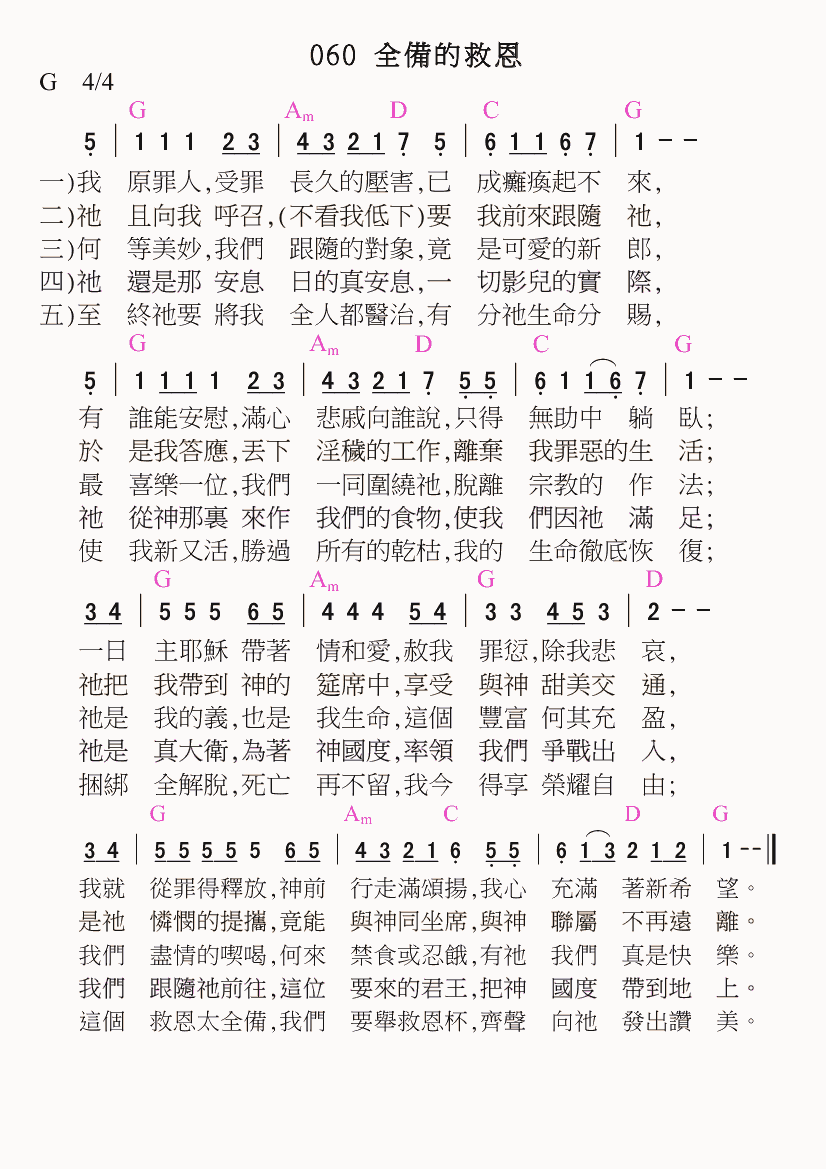 060 全備的救恩
G 4/4
G Am D C G
5 | 1 1 1 2 3 | 4 3 2 1 7 5 | 6 1 1 6 7 | 1 - -
一)我 原罪人,受罪 長久的壓害,已 成癱瘓起不 來,
二)祂 且向我 呼召,(不看我低下)要 我前來跟隨 祂,
三)何 等美妙,我們 跟隨的對象,竟 是可愛的新 郎,
四)祂 還是那 安息 日的真安息,一 切影兒的實 際,
五)至 終祂要 將我 全人都醫治,有 分祂生命分 賜,
G Am D C G
5 | 1 1 1 1 2 3 | 4 3 2 1 7 5 5 | 6 1 1 6 7 | 1 - -
有 誰能安慰,滿心 悲戚向誰說,只得 無助中 躺 臥;
於 是我答應,丟下 淫穢的工作,離棄 我罪惡的生 活;
最 喜樂一位,我們 一同圍繞祂,脫離 宗教的 作 法;
祂 從神那裏 來作 我們的食物,使我 們因祂 滿 足;
使 我新又活,勝過 所有的乾枯,我的 生命徹底恢 復;
G Am G D
3 4 | 5 5 5 6 5 | 4 4 4 5 4 | 3 3 4 5 3 | 2 - -
一日 主耶穌 帶著 情和愛,赦我 罪愆,除我悲 哀,
祂把 我帶到 神的 筵席中,享受 與神 甜美交 通,
祂是 我的義,也是 我生命,這個 豐富 何其充 盈,
祂是 真大衛,為著 神國度,率領 我們 爭戰出 入,
捆綁 全解脫,死亡 再不留,我今 得享 榮耀自 由;
G Am C D G
3 4 | 5 5 5 5 5 6 5 | 4 3 2 1 6 5 5 | 6 1 3 2 1 2 | 1 - - ‖
我就 從罪得釋放,神前 行走滿頌揚,我心 充滿 著新希 望。
是祂 憐憫的提攜,竟能 與神同坐席,與神 聯屬 不再遠 離。
我們 盡情的喫喝,何來 禁食或忍餓,有祂 我們 真是快 樂。
我們 跟隨祂前往,這位 要來的君王,把神 國度 帶到地 上。
這個 救恩太全備,我們 要舉救恩杯,齊聲 向祂 發出讚 美。